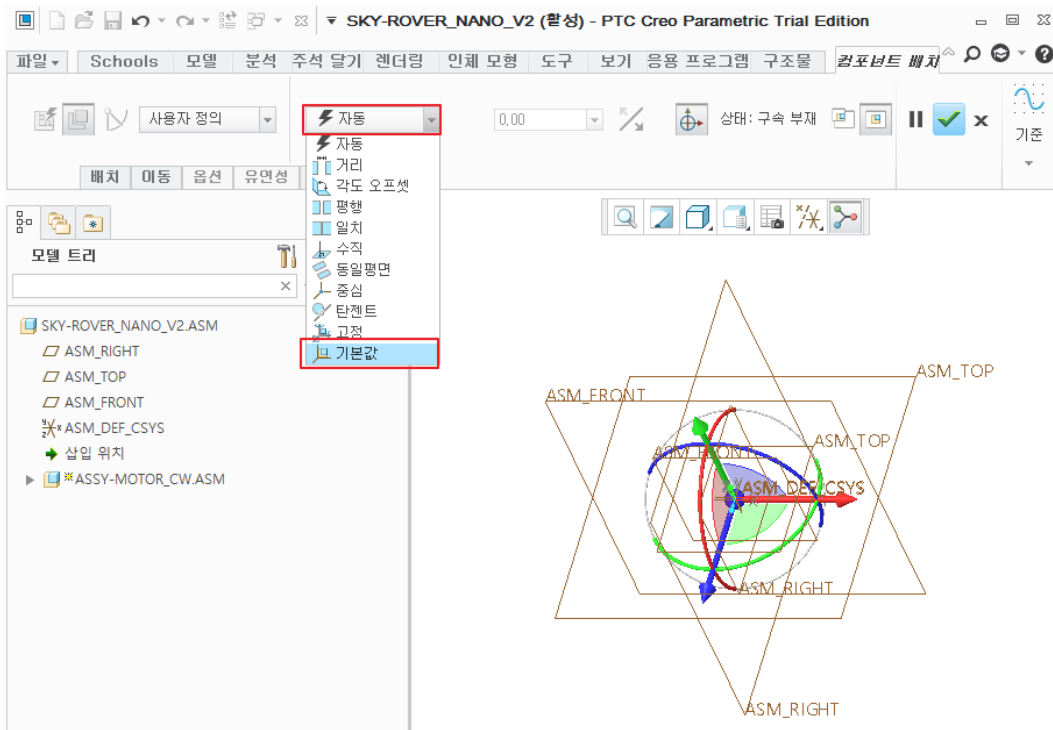 SKY-ROVER_NANO_V2 (활성) - PTC Creo Parametric Trial Edition
파일 Schools 모델 분석 주석 달기 렌더링 인체 모형 도구 보기 응용 프로그램 구조물 컴포넌트 배치
사용자 정의 자동 0,00 상태: 구속 부재 기준
자동
거리
배치 이동 옵션 유연성
각도 오프셋
평행
일치
수직
동일평면
중심
탄젠트
고정
기본값
모델 트리
SKY-ROVER_NANO_V2.ASM
ASM_RIGHT
ASM_TOP
ASM_FRONT
ASM_DEF_CSYS
삽입 위치
ASSY-MOTOR_CW.ASM
ASM_TOP
ASM_FRONT
ASM_TOP
ASM_FRONT
ASM_DEF_CSYS
ASM_RIGHT
ASM_RIGHT